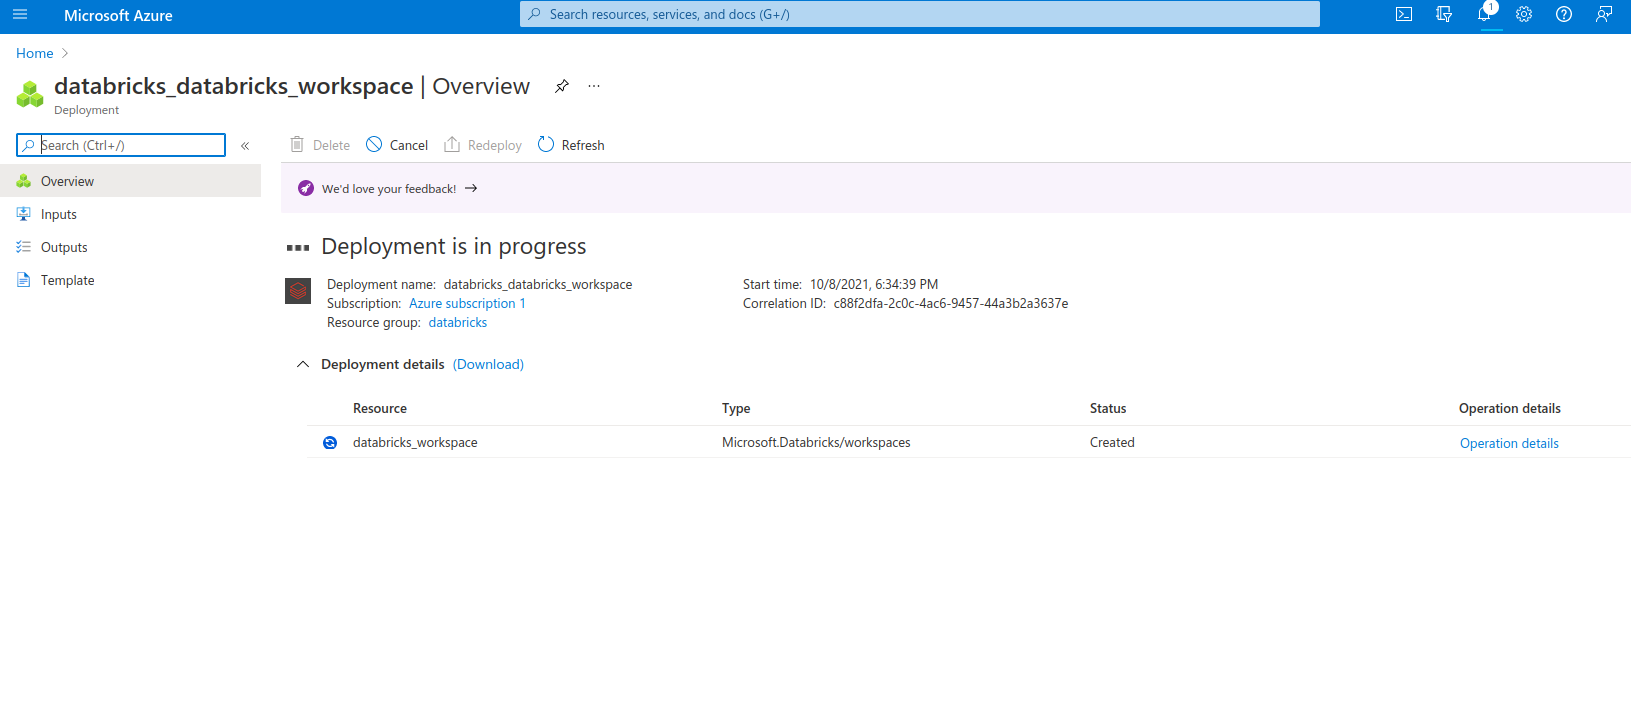 Microsoft Azure
Search resources, services, and docs (G+/)
1
Home
databricks_databricks_workspace | Overview
Deployment
Search (Ctrl+/)
Delete
Cancel
Redeploy
Refresh
Overview
Inputs
Outputs
Template
We'd love your feedback!
Deployment is in progress
Deployment name: databricks_databricks_workspace
Subscription: Azure subscription 1
Resource group: databricks
Start time: 10/8/2021, 6:34:39 PM
Correlation ID: c88f2dfa-2c0c-4ac6-9457-44a3b2a3637e
Deployment details (Download)
Resource Type Status Operation details
databricks_workspace Microsoft.Databricks/workspaces Created Operation details